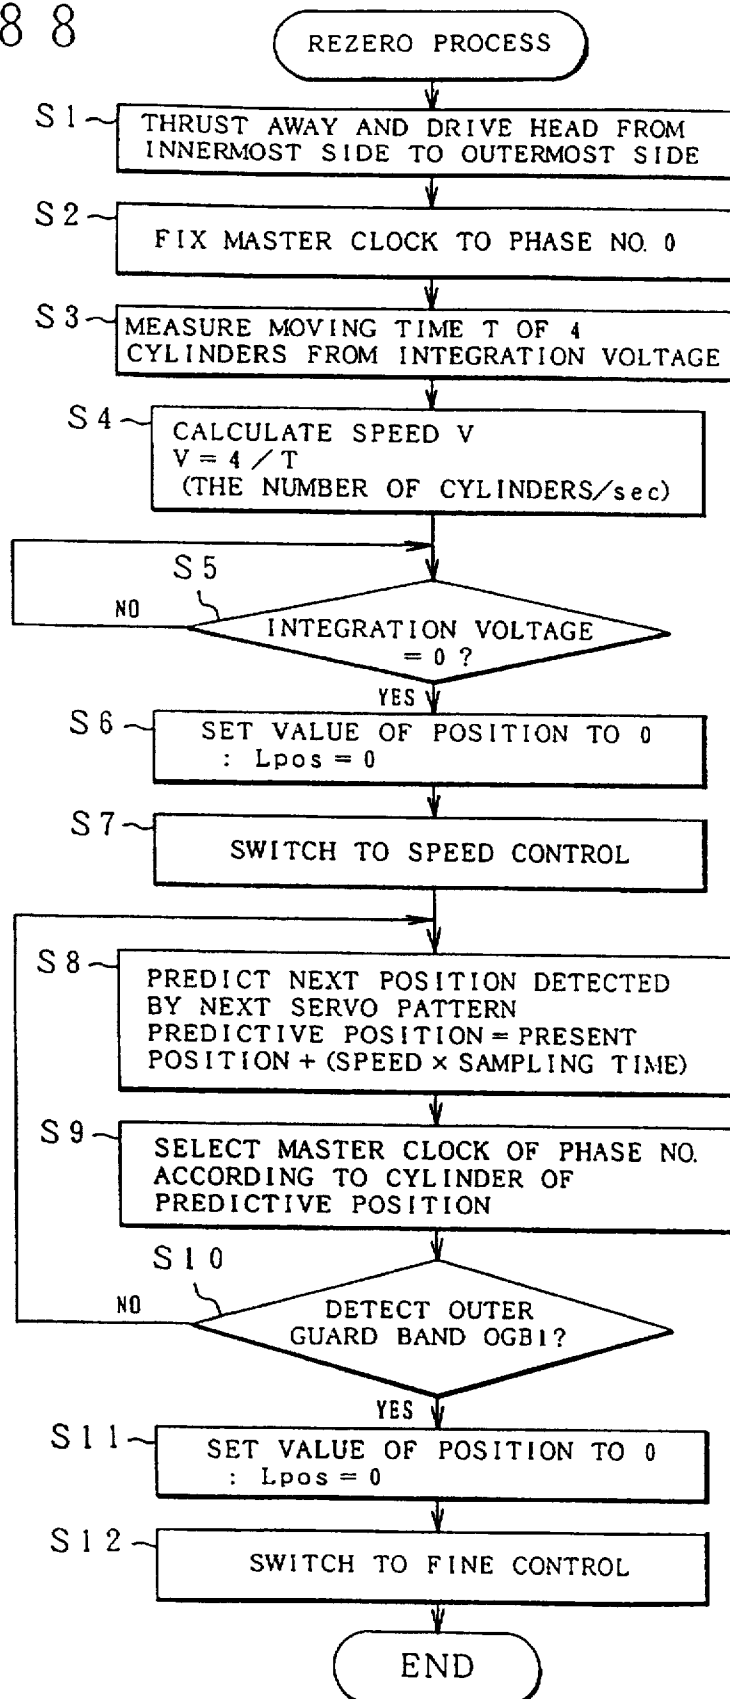 88
REZERO PROCESS
S1
THRUST AWAY AND DRIVE HEAD FROM
INNERMOST SIDE TO OUTERMOST SIDE
S2
FIX MASTER CLOCK TO PHASE NO. 0
S3
MEASURE MOVING TIME T OF 4
CYLINDERS FROM INTEGRATION VOLTAGE
S4
CALCULATE SPEED V
V = 4 / T
(THE NUMBER OF CYLINDERS/sec)
S5
NO
INTEGRATION VOLTAGE
= 0 ?
YES
S6
SET VALUE OF POSITION TO 0
: Lpos = 0
S7
SWITCH TO SPEED CONTROL
S8
PREDICT NEXT POSITION DETECTED
BY NEXT SERVO PATTERN
PREDICTIVE POSITION = PRESENT
POSITION + (SPEED × SAMPLING TIME)
S9
SELECT MASTER CLOCK OF PHASE NO.
ACCORDING TO CYLINDER OF
PREDICTIVE POSITION
S10
NO
DETECT OUTER
GUARD BAND OGB1?
YES
S11
SET VALUE OF POSITION TO 0
: Lpos = 0
S12
SWITCH TO FINE CONTROL
END